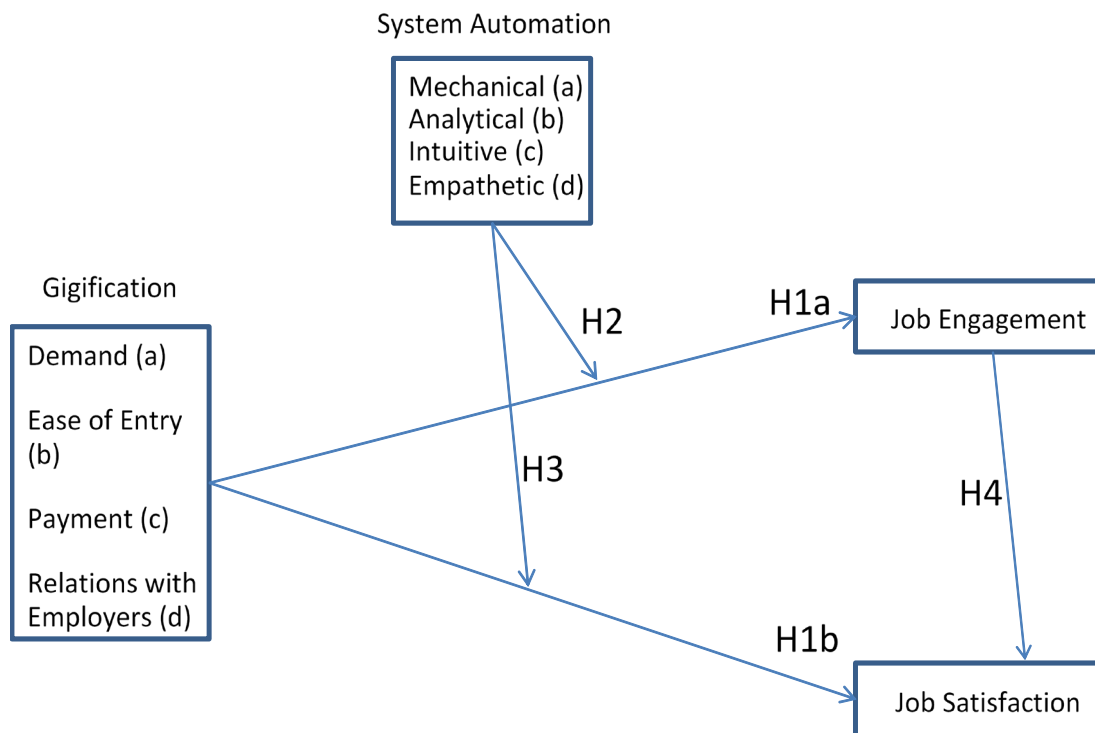 System Automation
Mechanical (a)
Analytical (b)
Intuitive (c)
Empathetic (d)
Gigification
Demand (a)
Ease of Entry
(b)
Payment (c)
Relations with
Employers (d)
H2
H1a
Job Engagement
H3
H4
H1b
Job Satisfaction